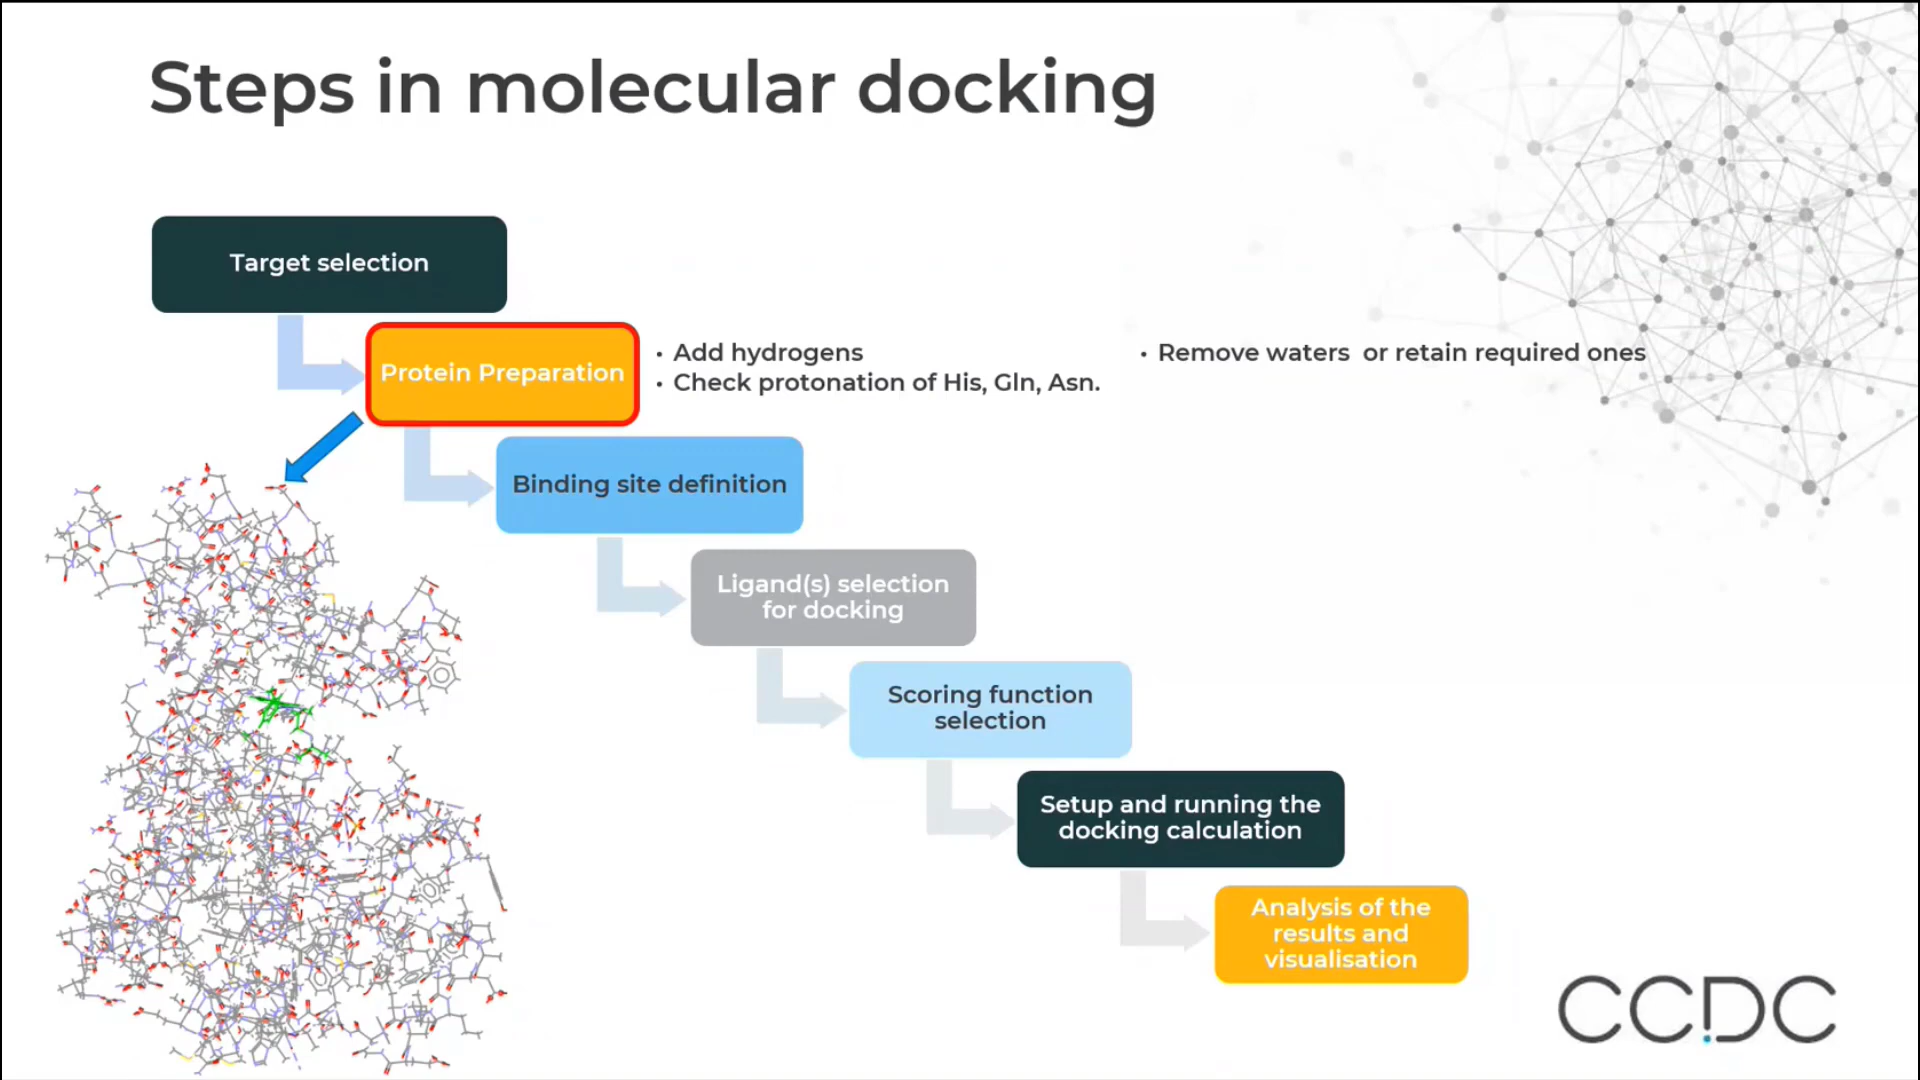 Steps in molecular docking
Target selection
Protein Preparation
• Add hydrogens
• Check protonation of His, Gln, Asn.
• Remove waters or retain required ones
Binding site definition
Ligand(s) selection
for docking
Scoring function
selection
Setup and running the
docking calculation
Analysis of the
results and
visualisation
CCDC